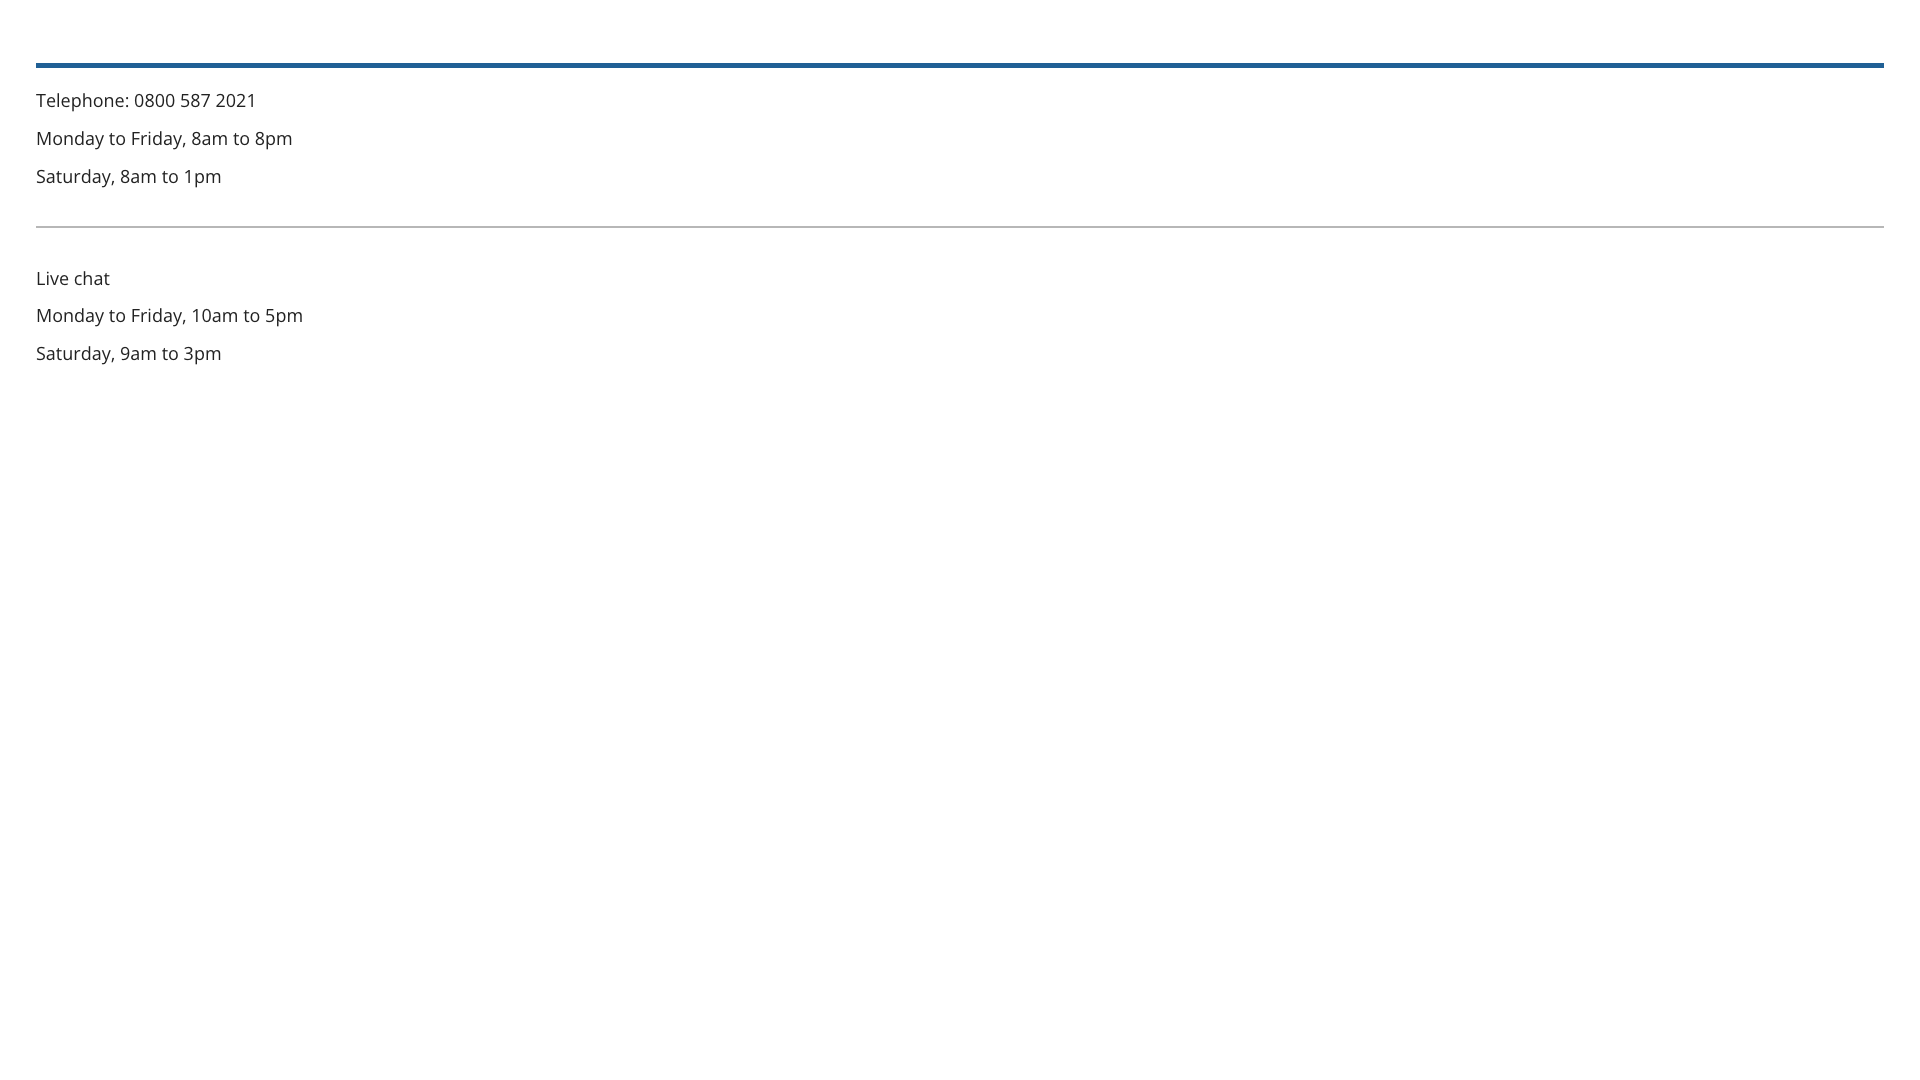 Telephone: 0800 587 2021
Monday to Friday, 8am to 8pm
Saturday, 8am to 1pm
Live chat
Monday to Friday, 10am to 5pm
Saturday, 9am to 3pm